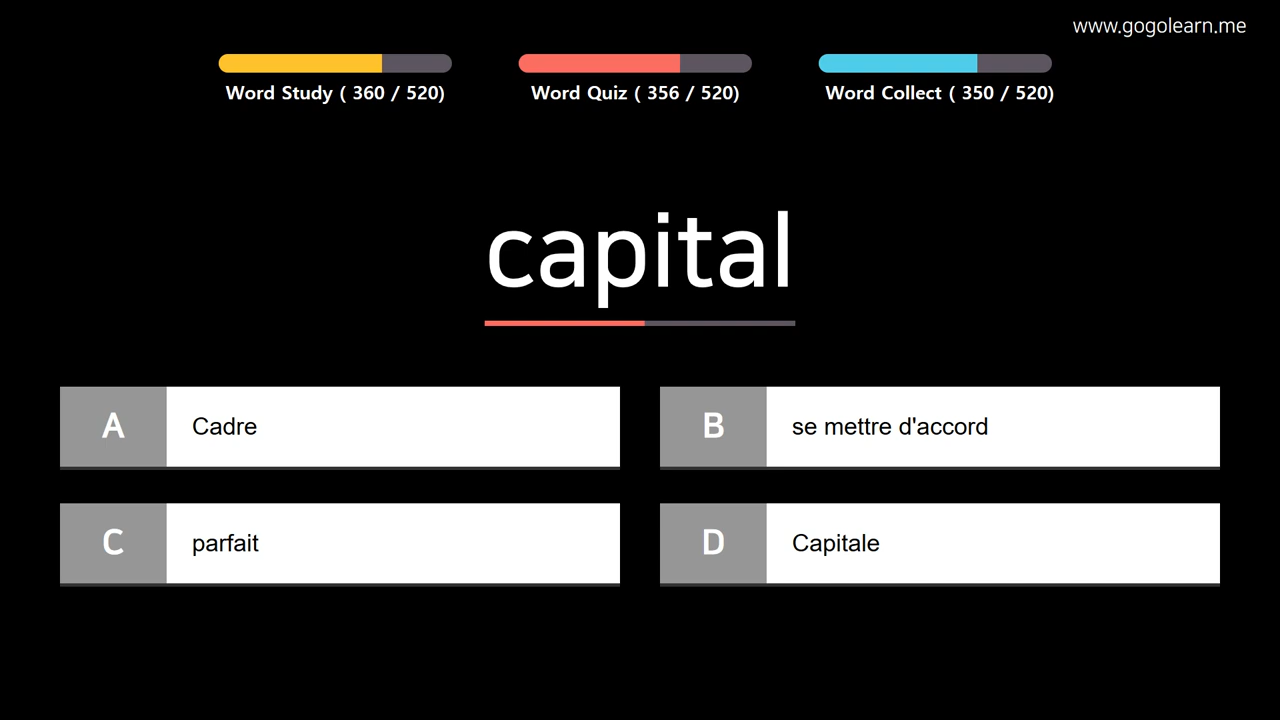 www.gogolearn.me
Word Study ( 360 / 520)
Word Quiz ( 356 / 520)
Word Collect ( 350 / 520)
capital
A Cadre
B se mettre d'accord
C parfait
D Capitale